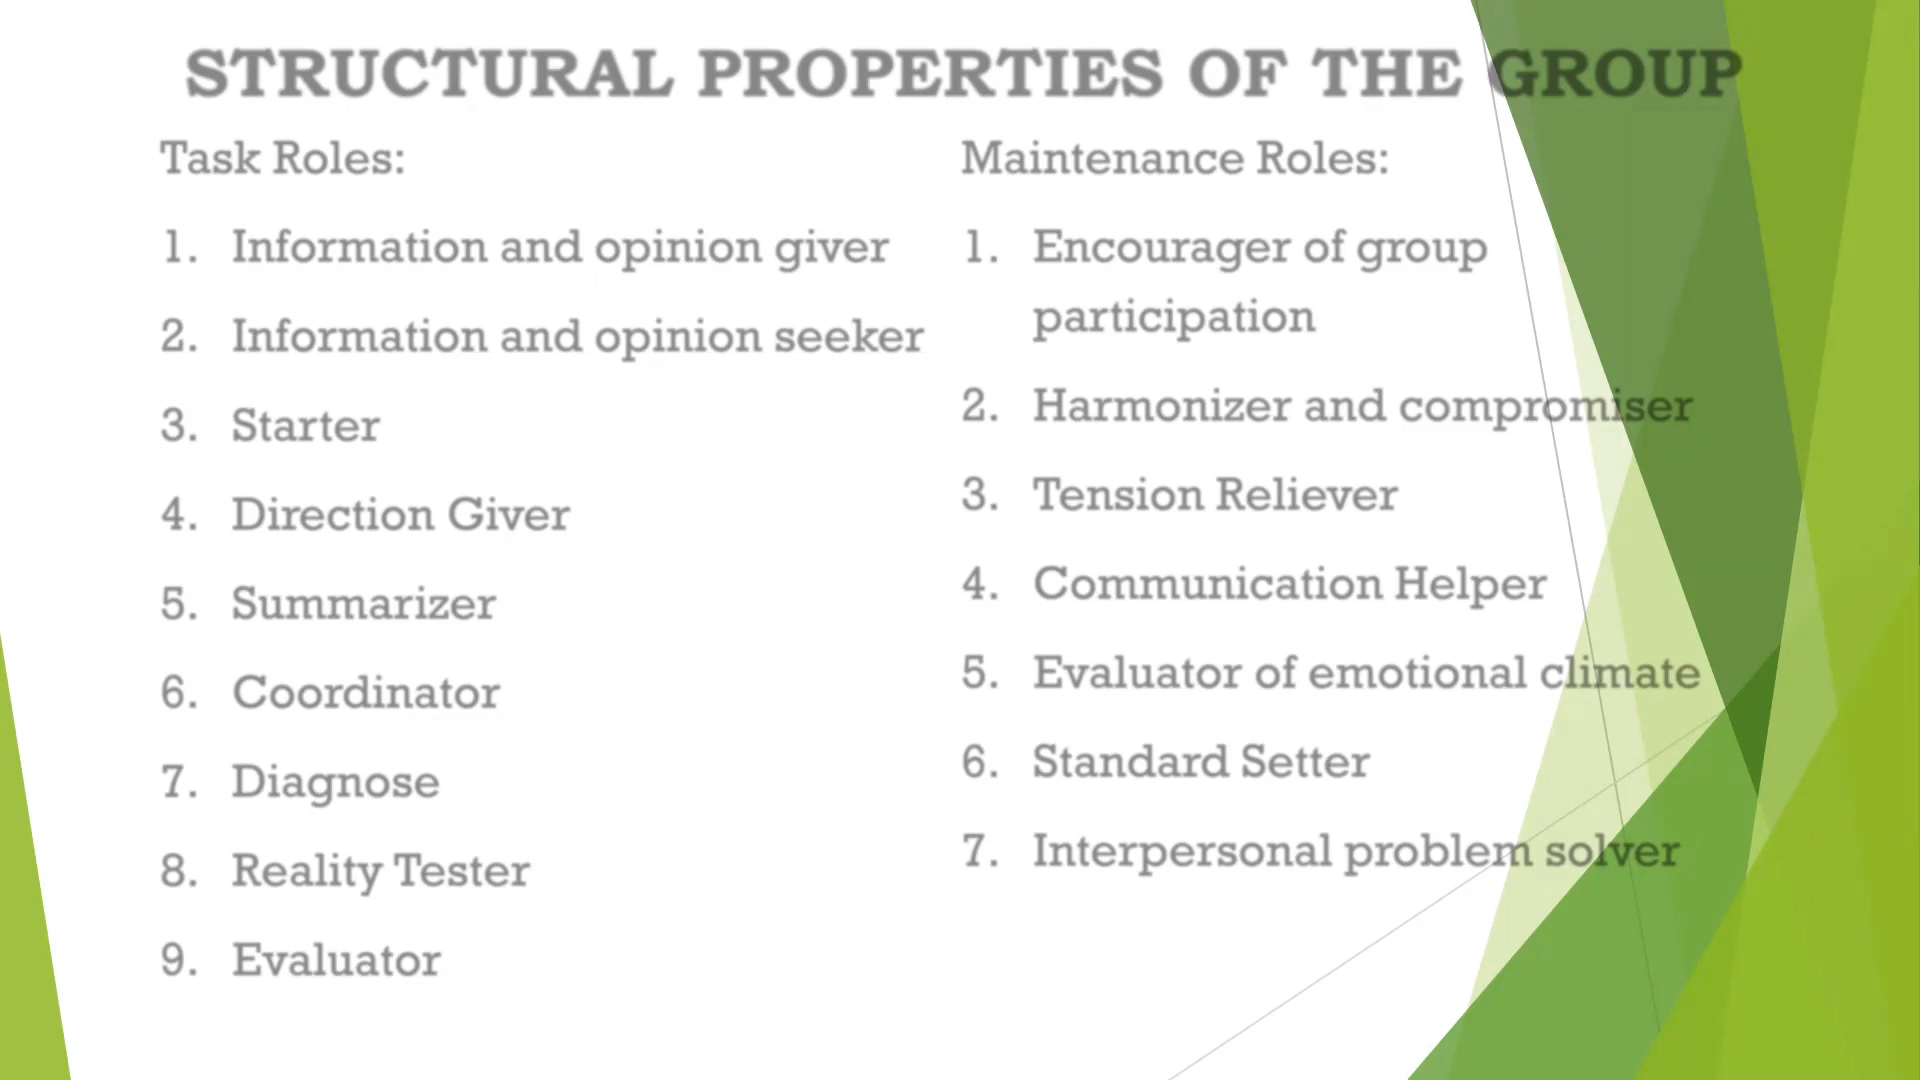 STRUCTURAL PROPERTIES OF THE GROUP
Task Roles:
1. Information and opinion giver
2. Information and opinion seeker
3. Starter
4. Direction Giver
5. Summarizer
6. Coordinator
7. Diagnose
8. Reality Tester
9. Evaluator
Maintenance Roles:
1. Encourager of group
participation
2. Harmonizer and compromiser
3. Tension Reliever
4. Communication Helper
5. Evaluator of emotional climate
6. Standard Setter
7. Interpersonal problem solver